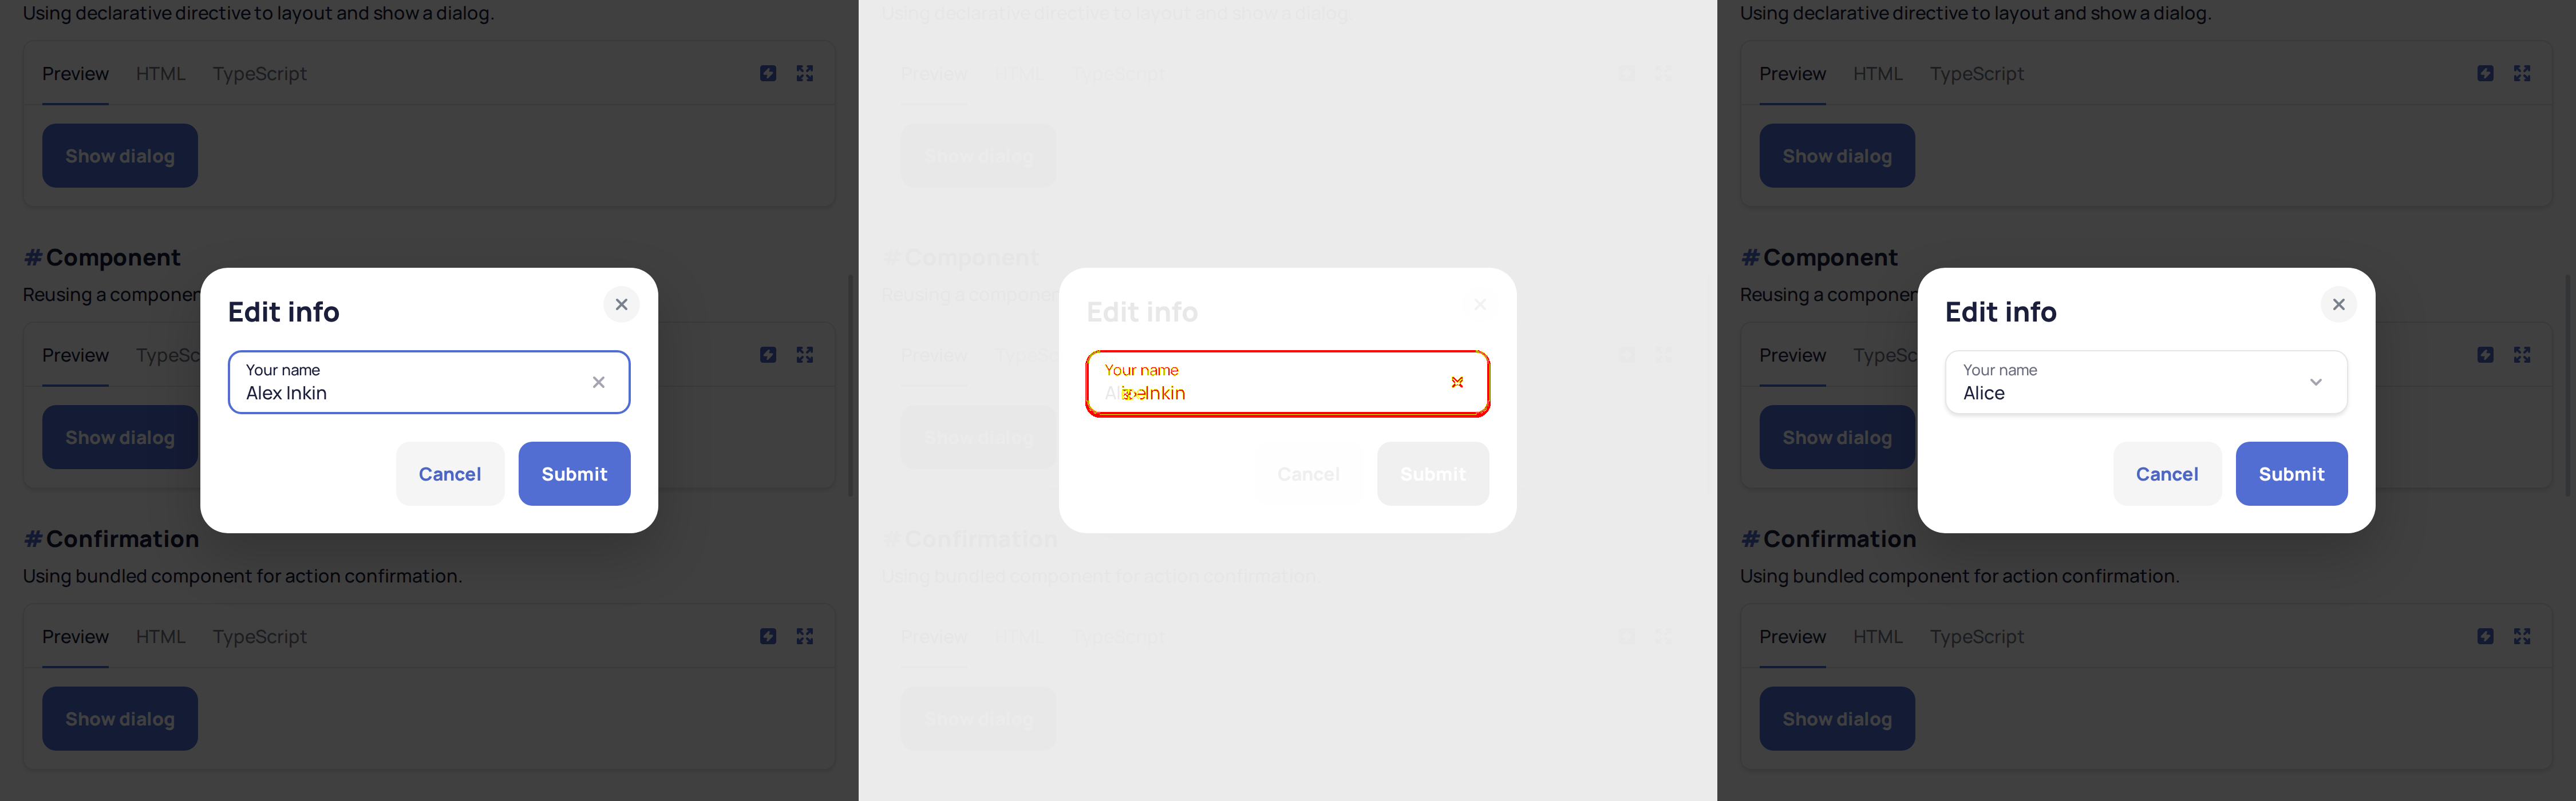 Using declarative directive to layout and show a dialog.
Preview HTML TypeScript
Show dialog
#Component
Reusing a componen
Preview TypeSc
Show dialog
Edit info
Your name
Alex Inkin
Cancel Submit
#Confirmation
Using bundled component for action confirmation.
Preview HTML TypeScript
Show dialog
Using declarative directive to layout and show a dialog.
Preview HTML TypeScript
Show dialog
#Component
Reusing a componen
Preview TypeSc
Show dialog
Edit info
Your name
Inkin
Cancel Submit
#Confirmation
Using bundled component for action confirmation.
Preview HTML TypeScript
Show dialog
Using declarative directive to layout and show a dialog.
Preview HTML TypeScript
Show dialog
#Component
Reusing a componen
Preview TypeSc
Show dialog
Edit info
Your name
Alice
Cancel Submit
#Confirmation
Using bundled component for action confirmation.
Preview HTML TypeScript
Show dialog